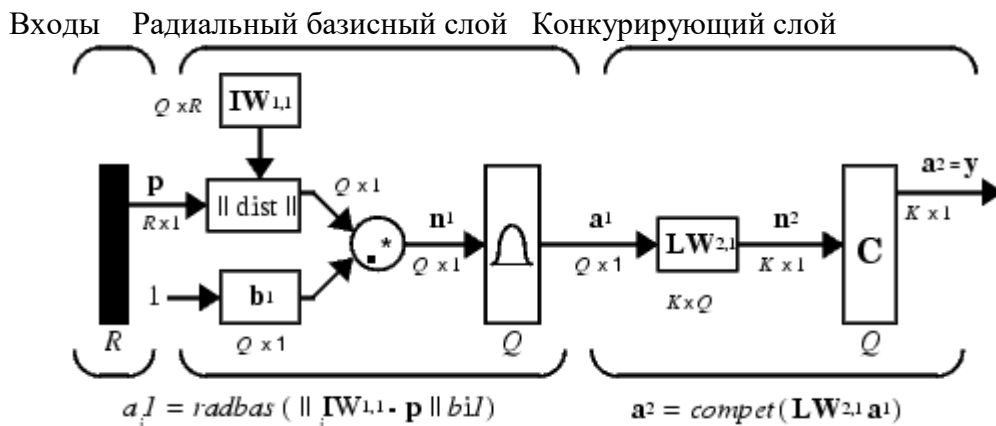 Входы Радиальный базисный слой Конкурирующий слой
Q x R
IW1,1
p
R x 1
|| dist ||
Q x 1
.*
n1
Q x 1
a1
Q x 1
LW2,1
n2
K x 1
C
a2 = y
K x 1
1
b1
Q x 1
K x Q
R
Q
Q
ai1 = radbas ( || iIW1,1 - p || bi1)
a2 = compet (LW2,1 a1)